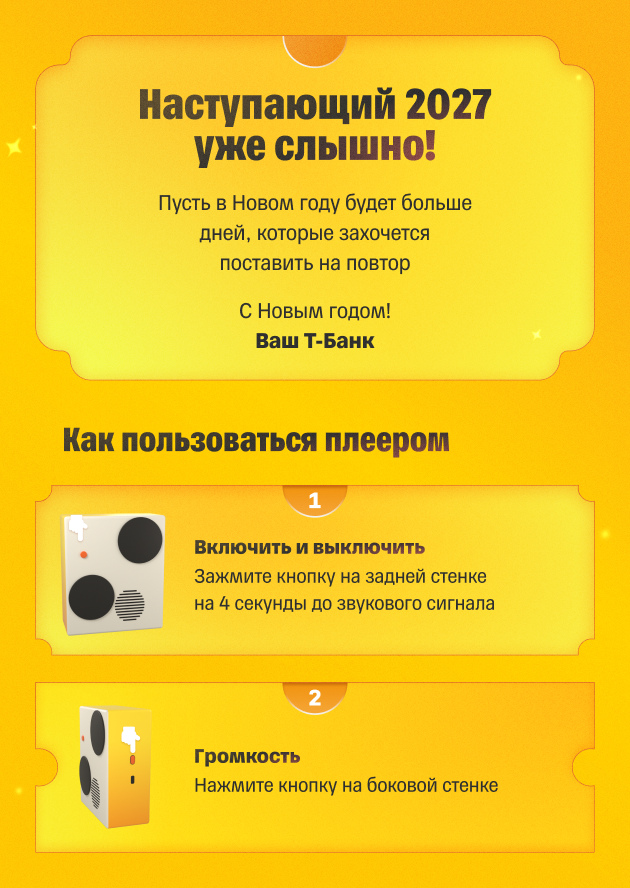 Наступающий 2027
уже слышно!
Пусть в Новом году будет больше
дней, которые захочется
поставить на повтор
С Новым годом!
Ваш Т-Банк
Как пользоваться плеером
1
Включить и выключить
Зажмите кнопку на задней стенке
на 4 секунды до звукового сигнала
2
Громкость
Нажмите кнопку на боковой стенке